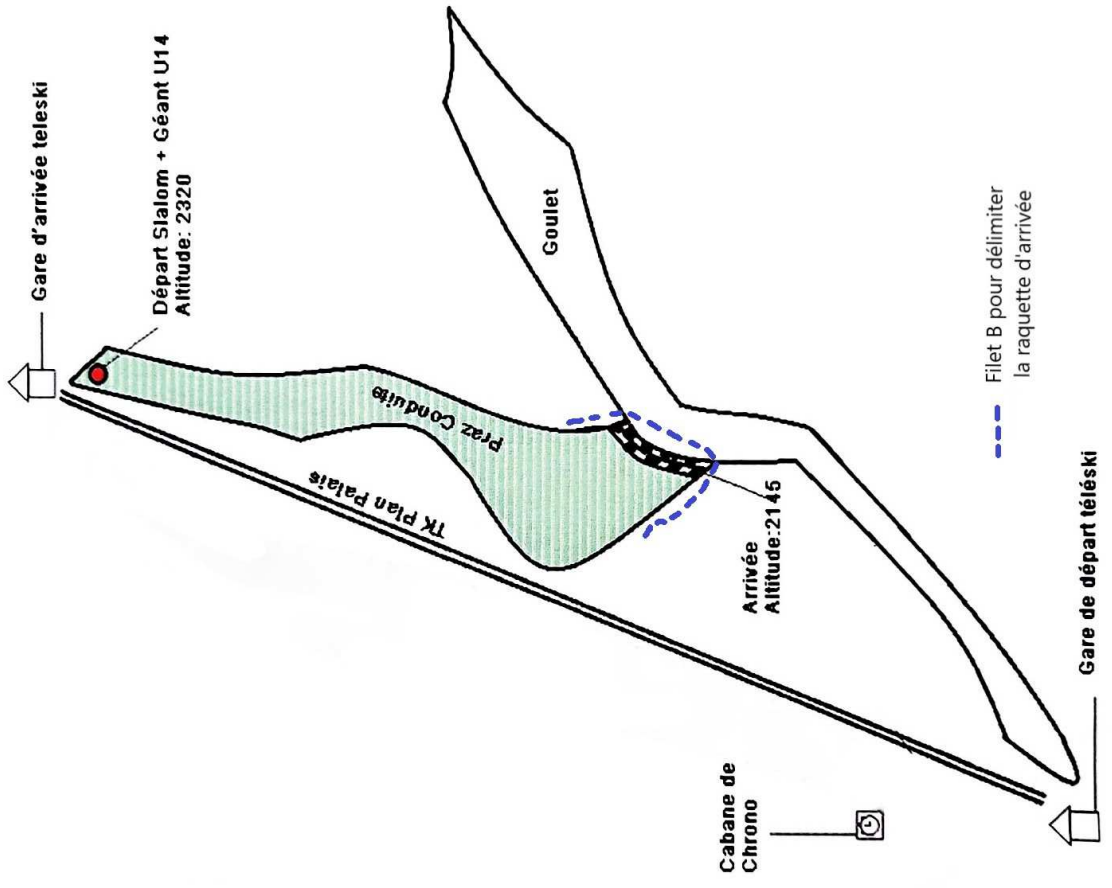 Gare d'arrivée teleski
Départ Slalom + Géant U14
Altitude: 2320
Goulet
Praz Conduite
TK Plan Palais
Arrivée
Altitude:2145
Filet B pour délimiter
la raquette d'arrivée
Cabane de
Chrono
Gare de départ téléski